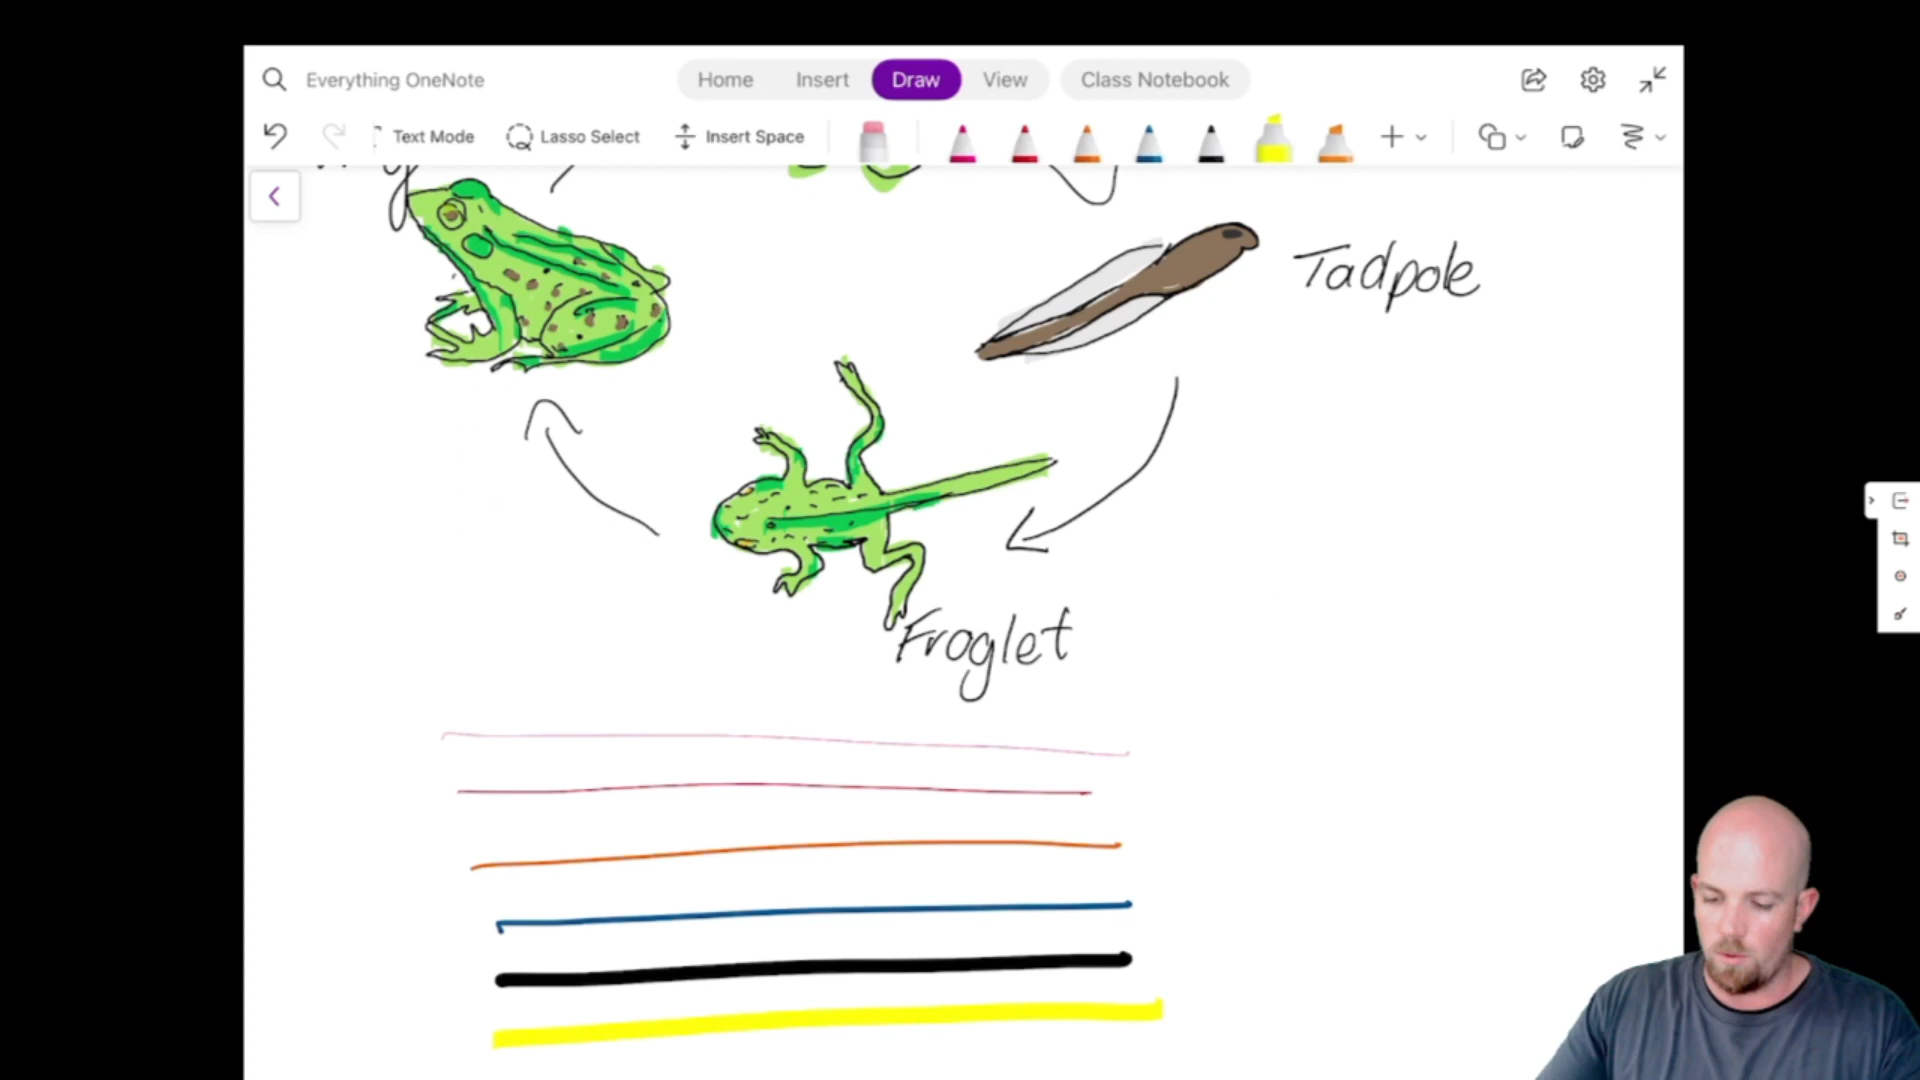 Everything OneNote
Home Insert Draw View Class Notebook
Text Mode Lasso Select Insert Space
Tadpole
Froglet